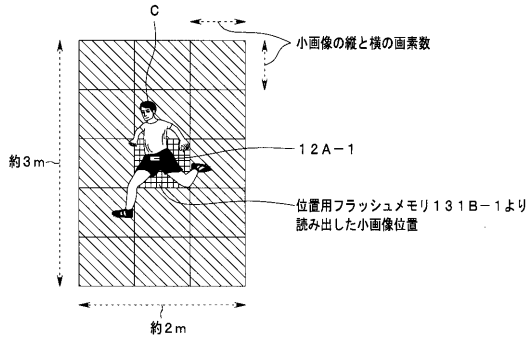 C
小画像の縦と横の画素数
12A-1
約3m
位置用フラッシュメモリ131B-1より
読み出した小画像位置
約2m